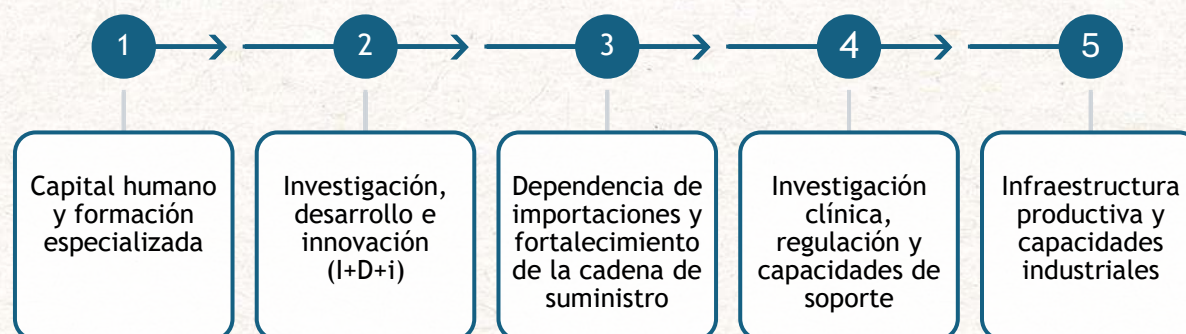 1
2
3
4
5
Capital humano
y formación
especializada
Investigación,
desarrollo e
innovación
(I+D+i)
Dependencia de
importaciones y
fortalecimiento
de la cadena de
suministro
Investigación
clínica,
regulación y
capacidades de
soporte
Infraestructura
productiva y
capacidades
industriales